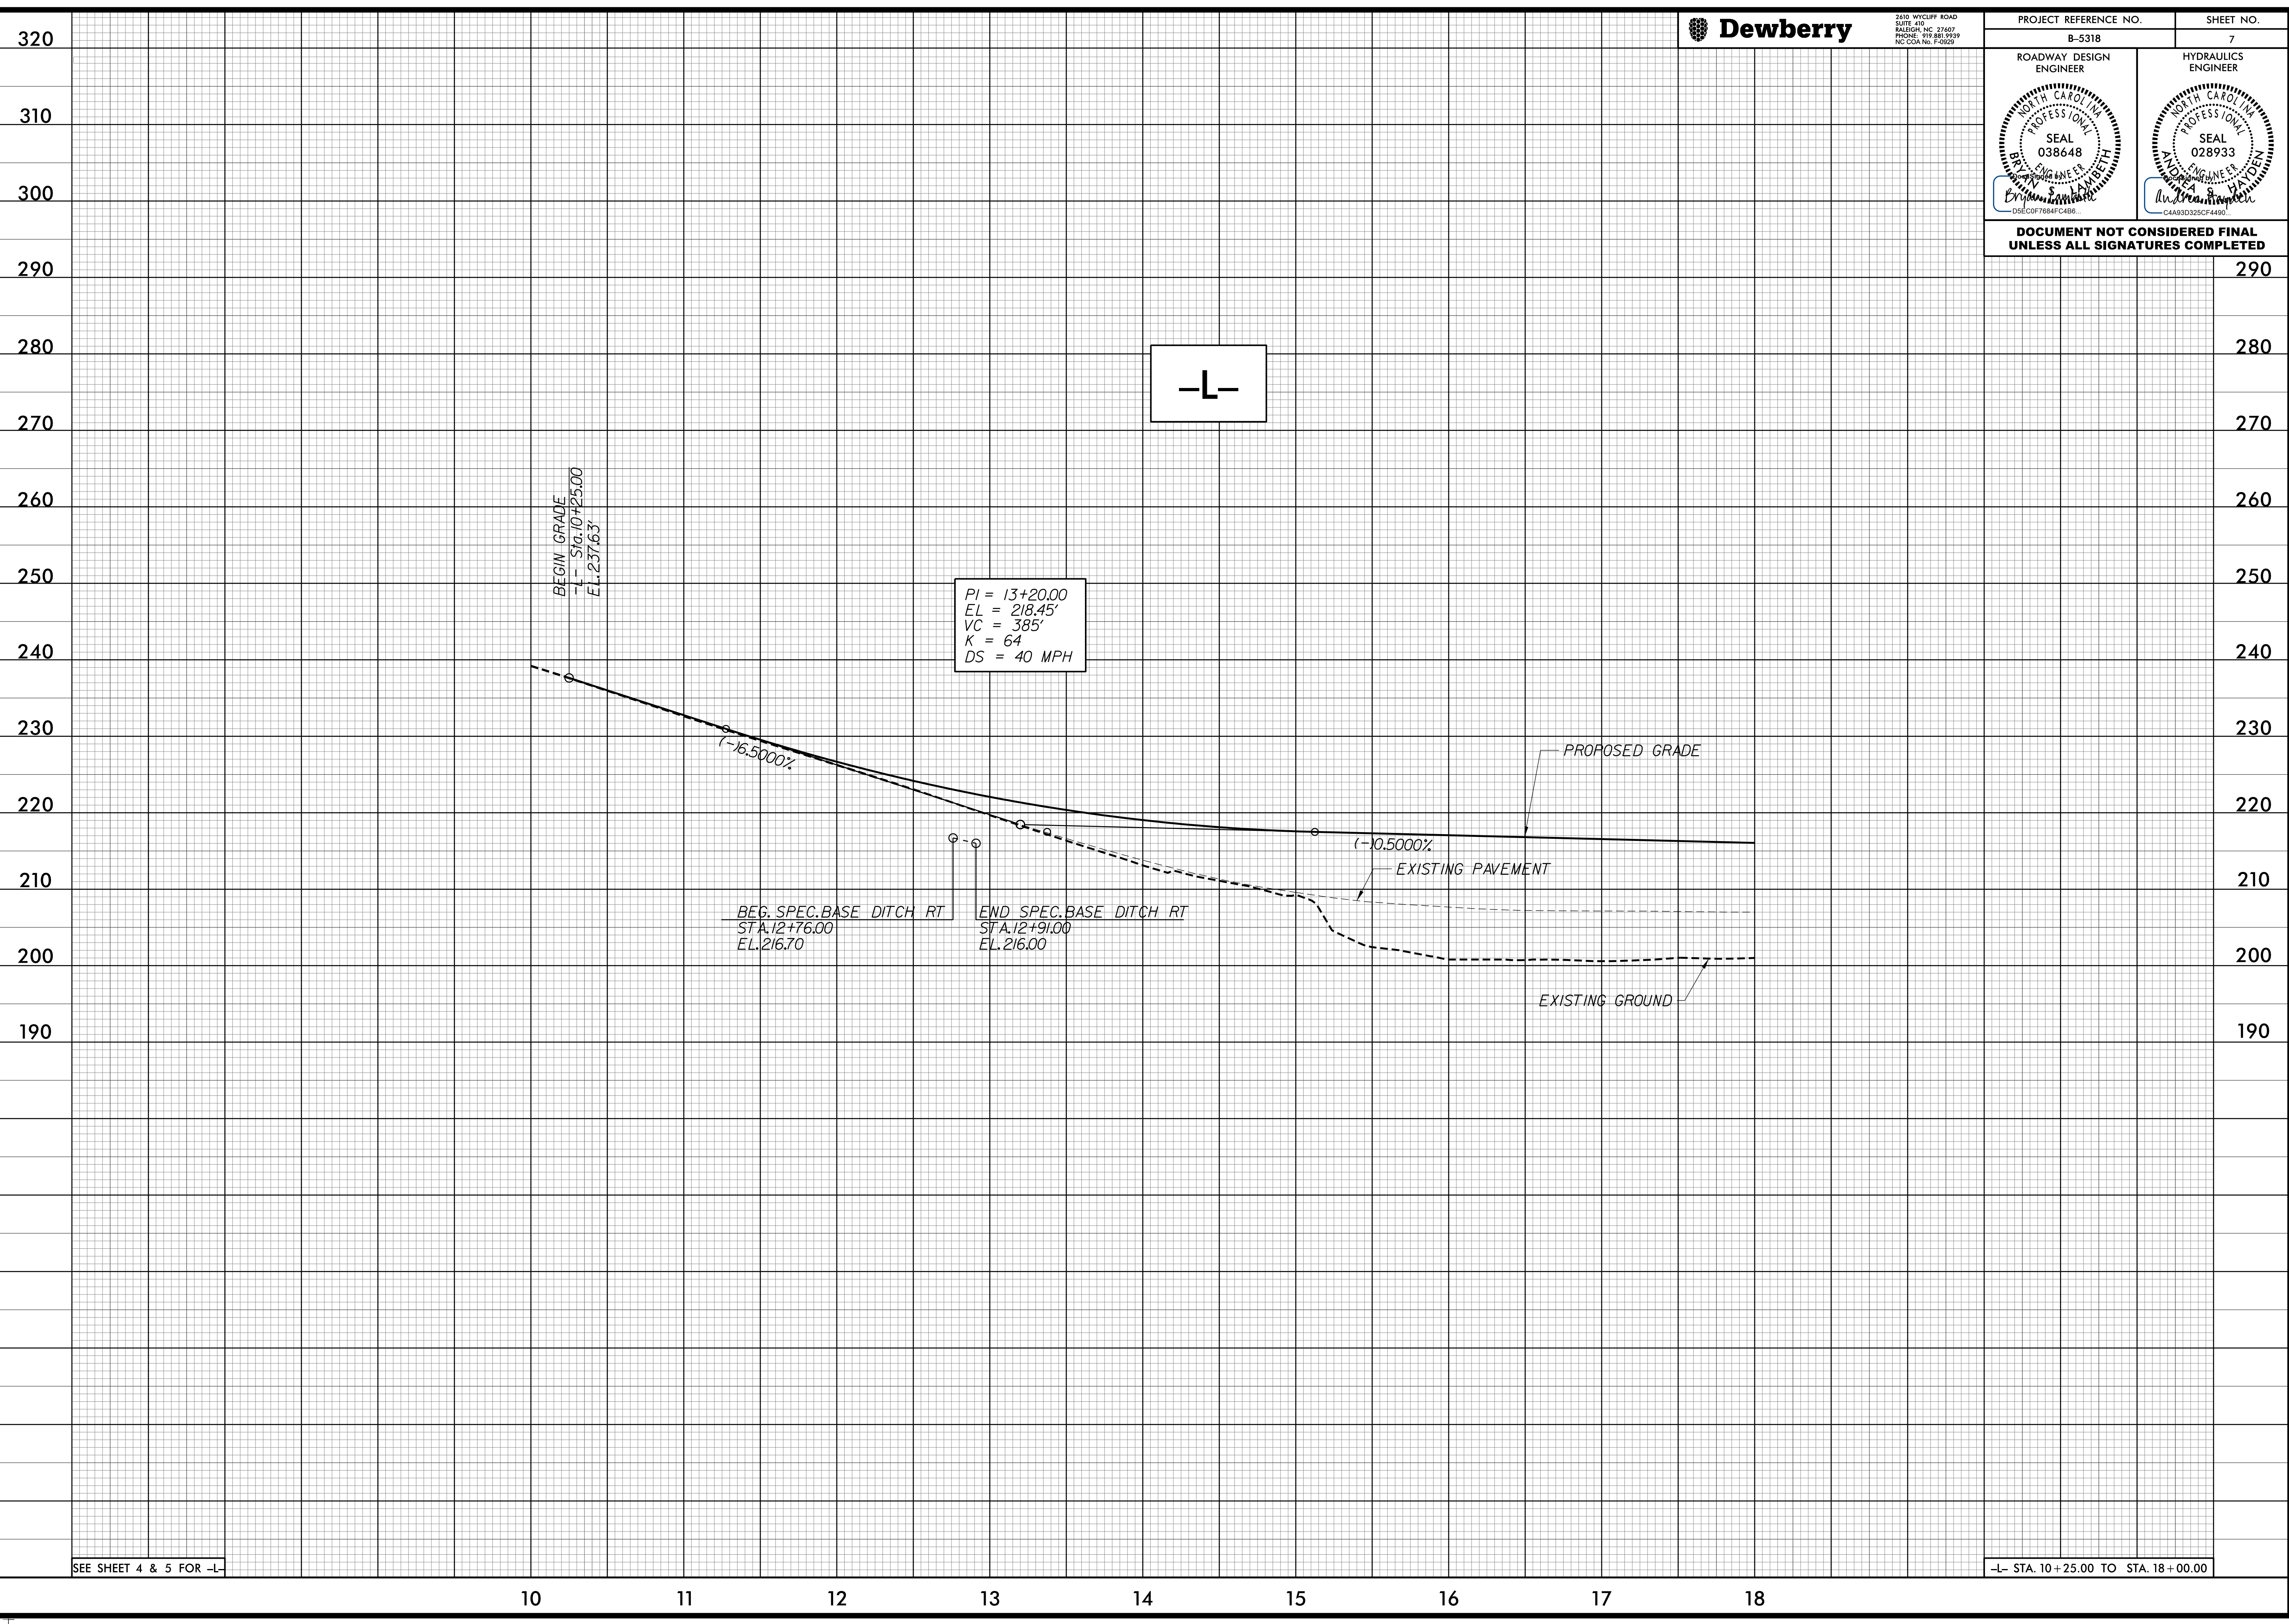 Dewberry
2610 WYCLIFF ROAD
SUITE 410
RALEIGH, NC 27607
PHONE: 919.881.9939
NC COA No. F-0929
PROJECT REFERENCE NO.
SHEET NO.
B-5318
7
ROADWAY DESIGN
ENGINEER
HYDRAULICS
ENGINEER
NORTH CAROLINA
PROFESSIONAL
SEAL
038648
ENGINEER
BRYAN S. LAMBETH
D5EC0F7684FC4B6...
NORTH CAROLINA
PROFESSIONAL
SEAL
028933
ENGINEER
ANDREA S. HAYDEN
C4A93D325CF4490...
DOCUMENT NOT CONSIDERED FINAL
UNLESS ALL SIGNATURES COMPLETED
320
310
300
290
280
270
260
250
240
230
220
210
200
190
290
280
270
260
250
240
230
220
210
200
190
–L–
BEGIN GRADE
-L- Sta. 10+25.00
EL. 237.63'
PI = 13+20.00
EL = 218.45'
VC = 385'
K = 64
DS = 40 MPH
(-)6.5000%
PROPOSED GRADE
(-)0.5000%
EXISTING PAVEMENT
BEG. SPEC. BASE DITCH RT
STA. 12+76.00
EL. 216.70
END SPEC. BASE DITCH RT
STA. 12+91.00
EL. 216.00
EXISTING GROUND
SEE SHEET 4 & 5 FOR –L–
–L– STA. 10+25.00 TO STA. 18+00.00
10 11 12 13 14 15 16 17 18